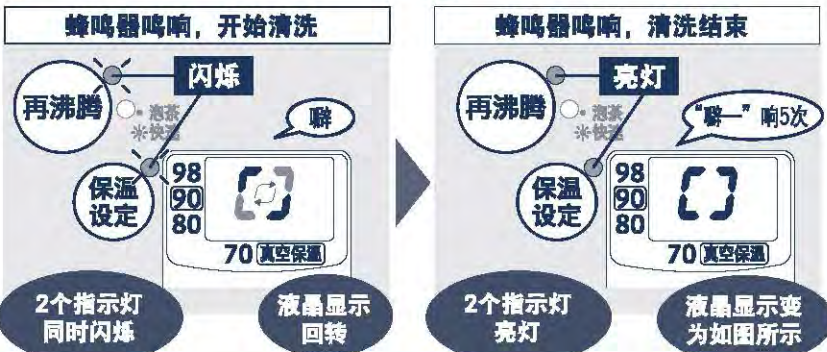 蜂鸣器鸣响，开始清洗
闪烁
再沸腾
泡茶
快速
噼
保温
设定
98
90
80
70 真空保温
2个指示灯
同时闪烁
液晶显示
回转
蜂鸣器鸣响，清洗结束
亮灯
再沸腾
泡茶
快速
“噼—”响5次
保温
设定
98
90
80
70 真空保温
2个指示灯
亮灯
液晶显示变
为如图所示